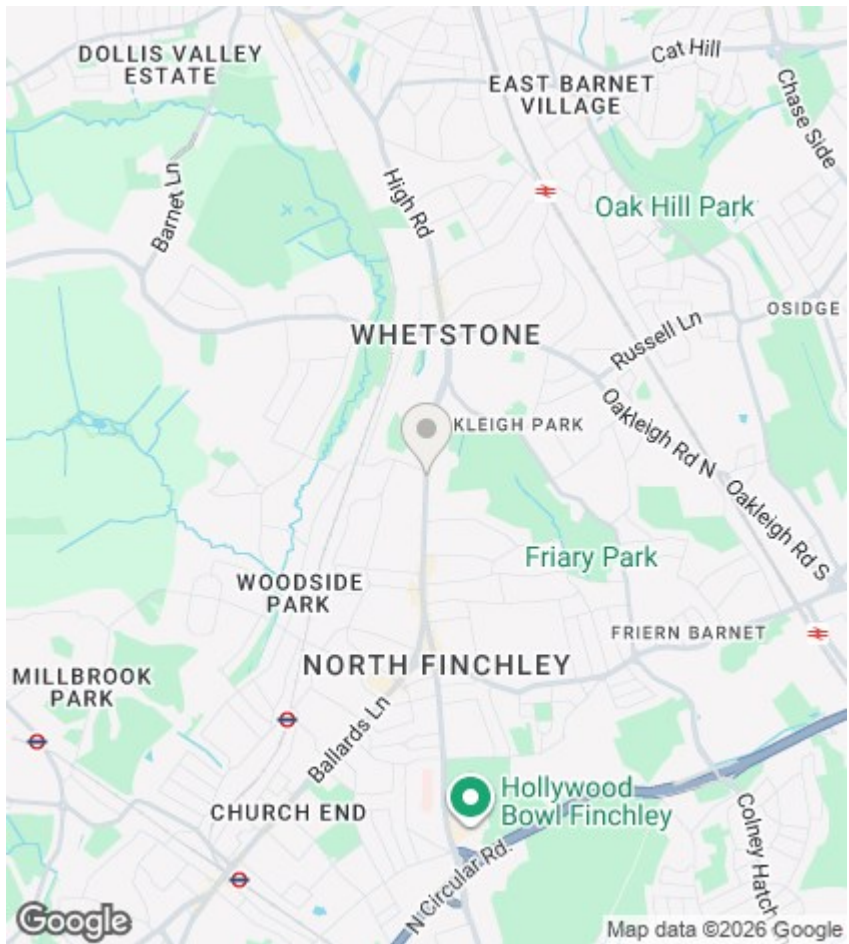 DOLLIS VALLEY
ESTATE
Cat Hill
EAST BARNET
VILLAGE
Chase Side
High Rd
Barnet Ln
Oak Hill Park
OSIDGE
WHETSTONE
Russell Ln
KLEIGH PARK
Oakleigh Rd N
Oakleigh Rd S
Friary Park
WOODSIDE
PARK
FRIERN BARNET
NORTH FINCHLEY
MILLBROOK
PARK
Ballards Ln
Hollywood
Bowl Finchley
CHURCH END
Colney Hatch
N Circular Rd.
Google
Map data ©2026 Google